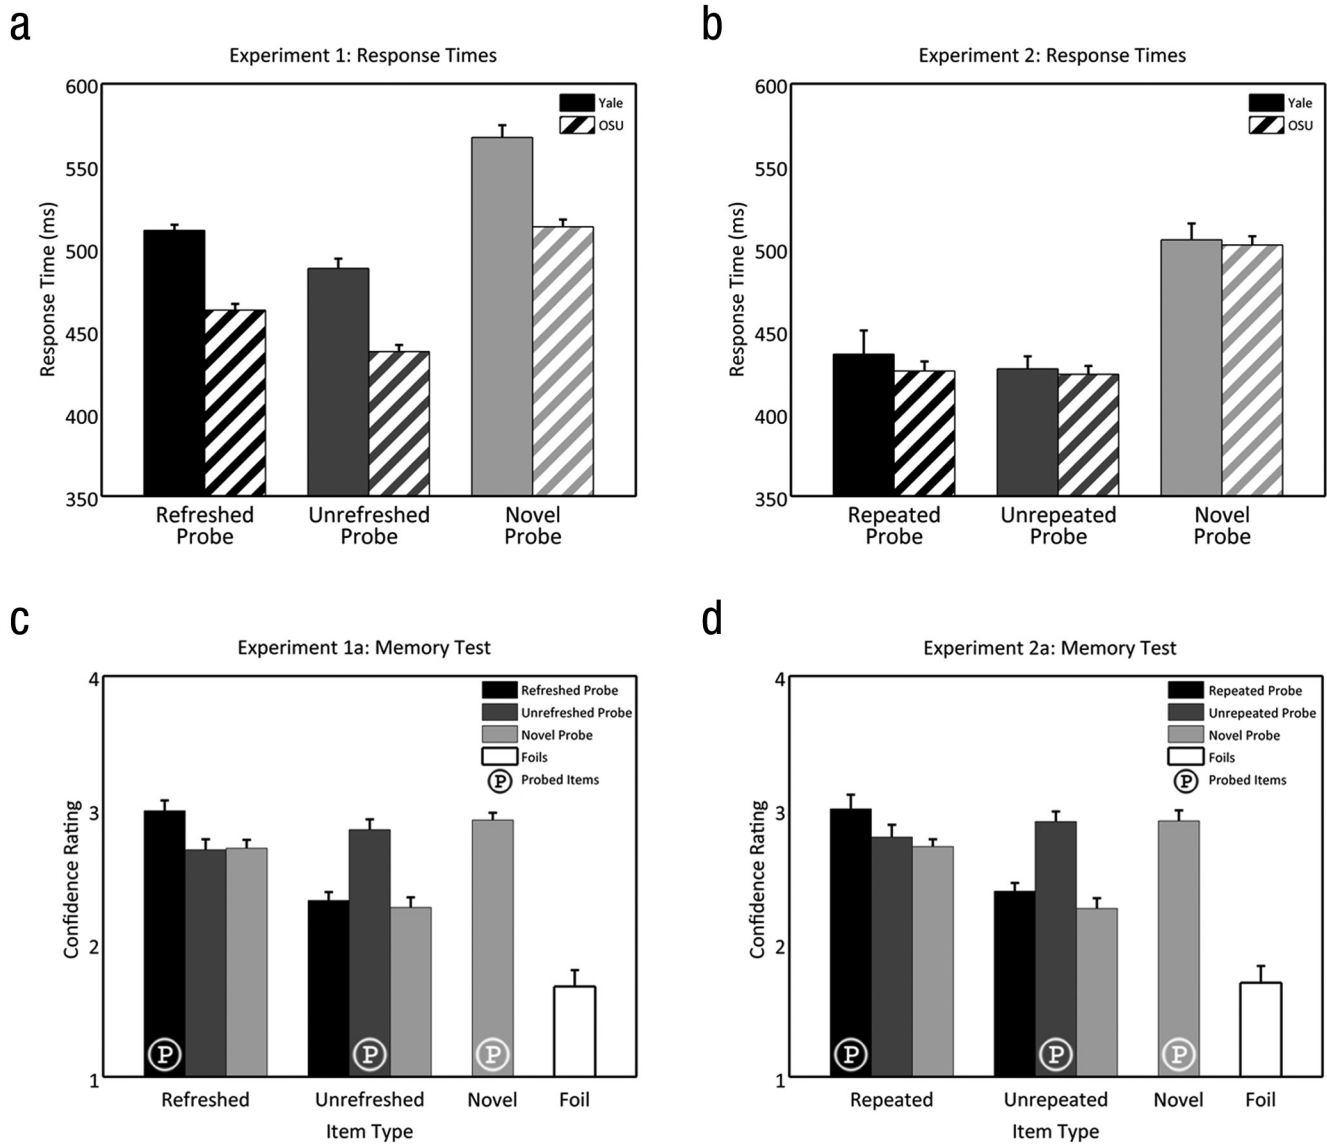 a
Experiment 1: Response Times
600
550
500
450
400
350
Response Time (ms)
Yale
OSU
Refreshed Probe
Unrefreshed Probe
Novel Probe
b
Experiment 2: Response Times
600
550
500
450
400
350
Response Time (ms)
Yale
OSU
Repeated Probe
Unrepeated Probe
Novel Probe
c
Experiment 1a: Memory Test
4
3
2
1
Confidence Rating
Refreshed Probe
Unrefreshed Probe
Novel Probe
Foils
P Probed Items
P
P
P
Refreshed
Unrefreshed
Novel
Foil
Item Type
d
Experiment 2a: Memory Test
4
3
2
1
Confidence Rating
Repeated Probe
Unrepeated Probe
Novel Probe
Foils
P Probed Items
P
P
P
Repeated
Unrepeated
Novel
Foil
Item Type